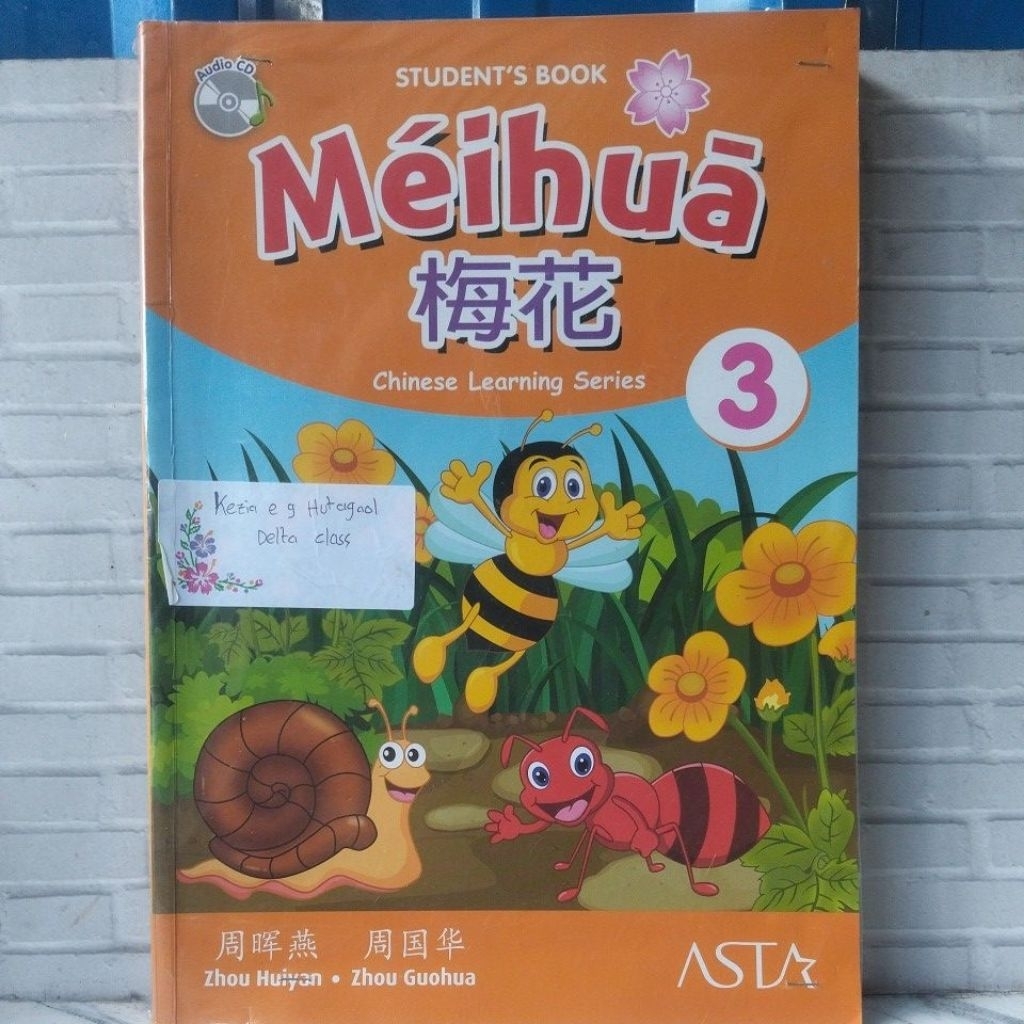 Audio CD
STUDENT'S BOOK
Méihuā
梅花
Chinese Learning Series
3
Kezia e g Hutagaol
Delta class
周晖燕 周国华
Zhou Huiyan • Zhou Guohua
ASTA